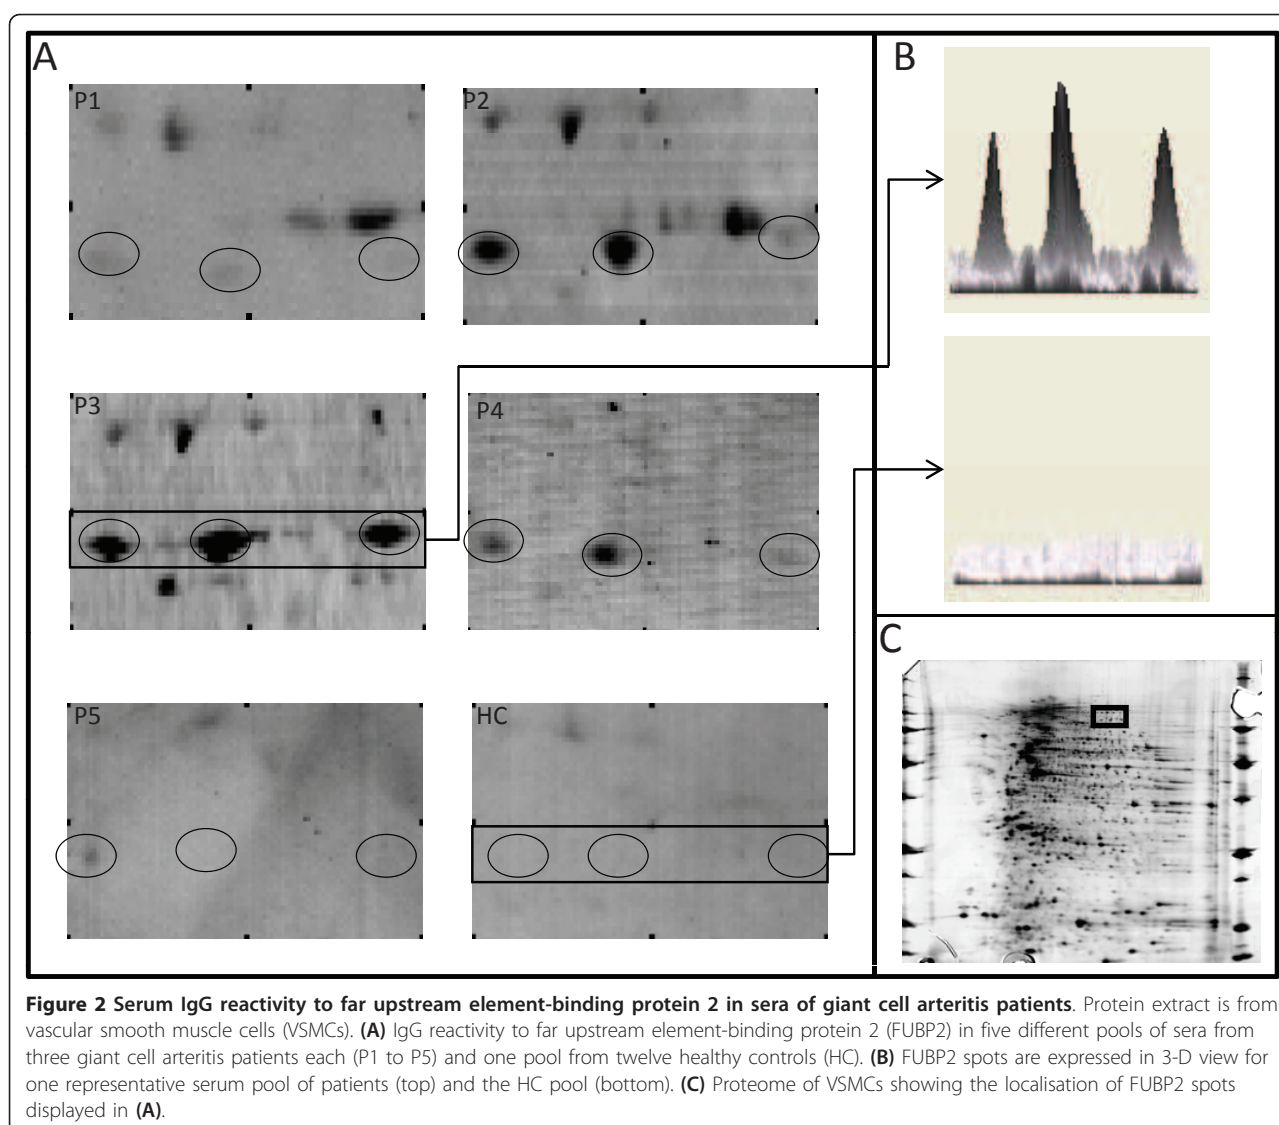 A
B
P1
P2
P3
P4
P5
HC
C
Figure 2 Serum IgG reactivity to far upstream element-binding protein 2 in sera of giant cell arteritis patients. Protein extract is from
vascular smooth muscle cells (VSMCs). (A) IgG reactivity to far upstream element-binding protein 2 (FUBP2) in five different pools of sera from
three giant cell arteritis patients each (P1 to P5) and one pool from twelve healthy controls (HC). (B) FUBP2 spots are expressed in 3-D view for
one representative serum pool of patients (top) and the HC pool (bottom). (C) Proteome of VSMCs showing the localisation of FUBP2 spots
displayed in (A).